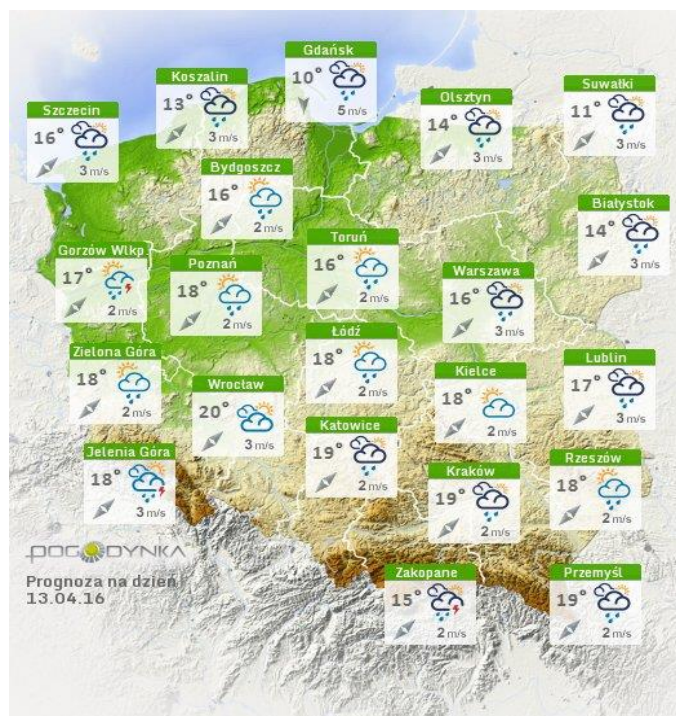 Gdańsk
10°
5 m/s
Koszalin
13°
3 m/s
Suwałki
11°
3 m/s
Olsztyn
14°
3 m/s
Szczecin
16°
3 m/s
Bydgoszcz
16°
2 m/s
Białystok
14°
3 m/s
Toruń
16°
2 m/s
Gorzów Wlkp
17°
2 m/s
Poznań
18°
2 m/s
Warszawa
16°
3 m/s
Łódź
18°
2 m/s
Zielona Góra
18°
2 m/s
Lublin
17°
3 m/s
Kielce
18°
2 m/s
Wrocław
20°
3 m/s
Katowice
19°
2 m/s
Jelenia Góra
18°
3 m/s
Rzeszów
18°
2 m/s
Kraków
19°
2 m/s
POGODYNKA
Prognoza na dzień
13.04.16
Zakopane
15°
2 m/s
Przemyśl
19°
2 m/s